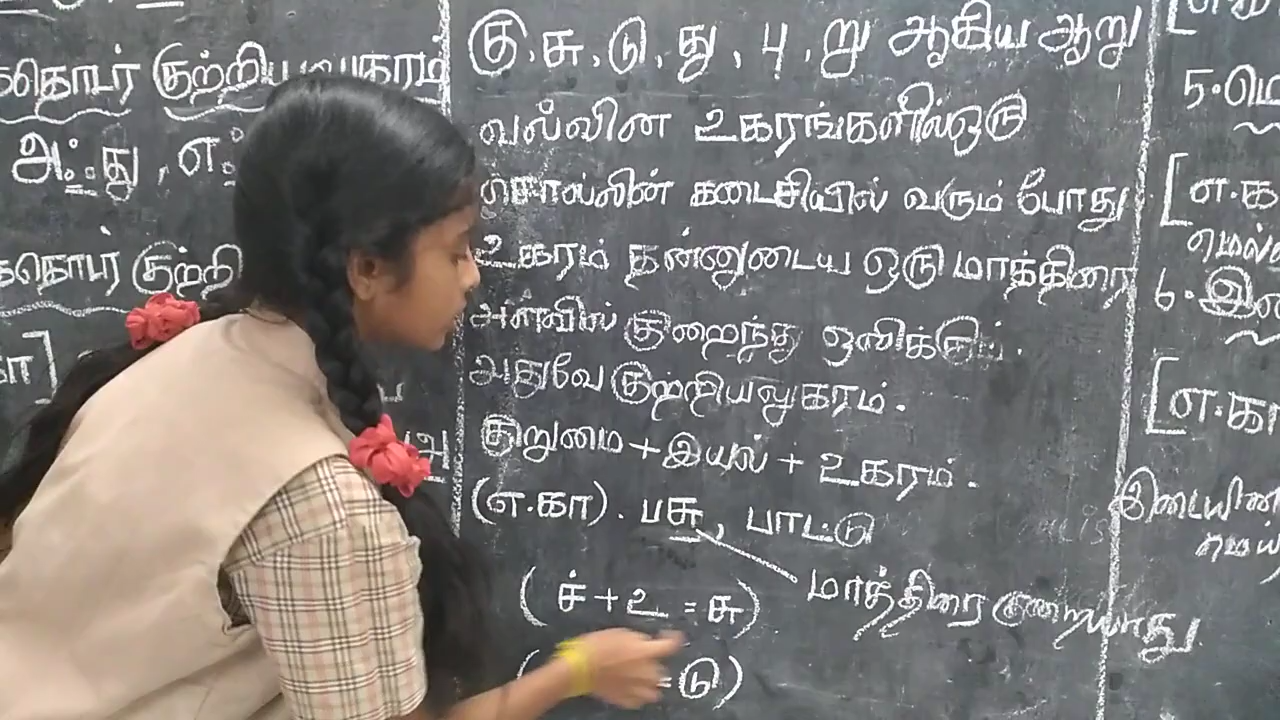 கு, சு, டு, து, பு, று ஆகிய ஆறு
வல்லின உகரங்களில் ஒரு
சொல்லின் கடைசியில் வரும் போது
உகரம் தன்னுடைய ஒரு மாத்திரை
அளவில் குறைந்து ஒலிக்கும்.
அதுவே குற்றியலுகரம்.
குறுமை + இயல் + உகரம்.
(எ.கா). பசு, பாட்டு
மாத்திரை குறையாது
(ச் + உ = சு)
= டு)
தொடர் குற்றியலுகரம்
அஃது, எஃ
தொடர் குற்றி
5.
[எ.கா
6.
[எ.கா